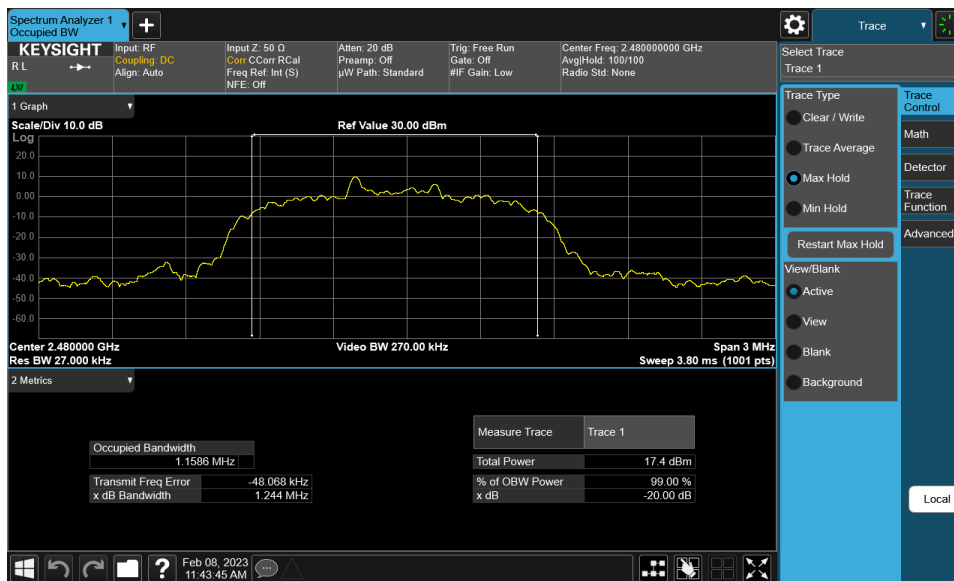 Spectrum Analyzer 1
Occupied BW
KEYSIGHT
R L
LXI
Input: RF
Coupling: DC
Align: Auto
Input Z: 50 Ω
Corr CCorr RCal
Freq Ref: Int (S)
NFE: Off
Atten: 20 dB
Preamp: Off
µW Path: Standard
Trig: Free Run
Gate: Off
#IF Gain: Low
Center Freq: 2.480000000 GHz
Avg|Hold: 100/100
Radio Std: None
1 Graph
Scale/Div 10.0 dB
Ref Value 30.00 dBm
Log
20.0
10.0
0.00
-10.0
-20.0
-30.0
-40.0
-50.0
-60.0
Center 2.480000 GHz
Video BW 270.00 kHz
Span 3 MHz
Res BW 27.000 kHz
Sweep 3.80 ms (1001 pts)
2 Metrics
Occupied Bandwidth
1.1586 MHz
Transmit Freq Error -48.068 kHz
x dB Bandwidth 1.244 MHz
Measure Trace Trace 1
Total Power 17.4 dBm
% of OBW Power 99.00 %
x dB -20.00 dB
Feb 08, 2023
11:43:45 AM
Trace
Select Trace
Trace 1
Trace Type
Clear / Write
Trace Average
Max Hold
Min Hold
Restart Max Hold
View/Blank
Active
View
Blank
Background
Trace
Control
Math
Detector
Trace
Function
Advanced
Local